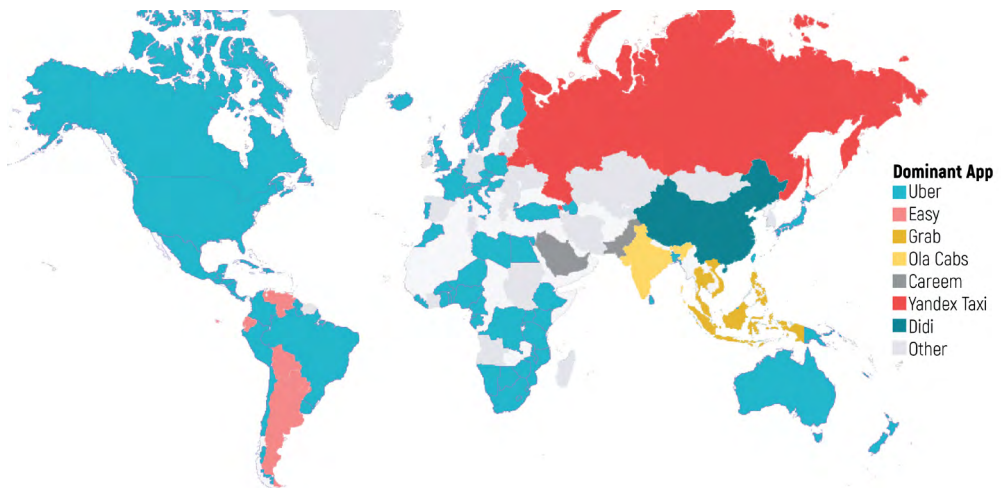 Dominant App
Uber
Easy
Grab
Ola Cabs
Careem
Yandex Taxi
Didi
Other